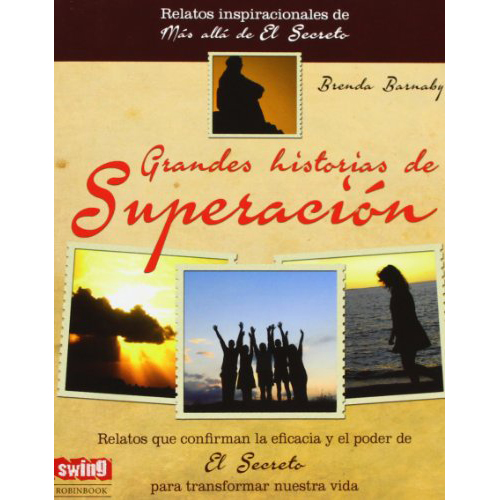 Relatos inspiracionales de
Más allá de El Secreto
Brenda Barnaby
Grandes historias de
Superación
Relatos que confirman la eficacia y el poder de
El Secreto
para transformar nuestra vida
swing
ROBINBOOK